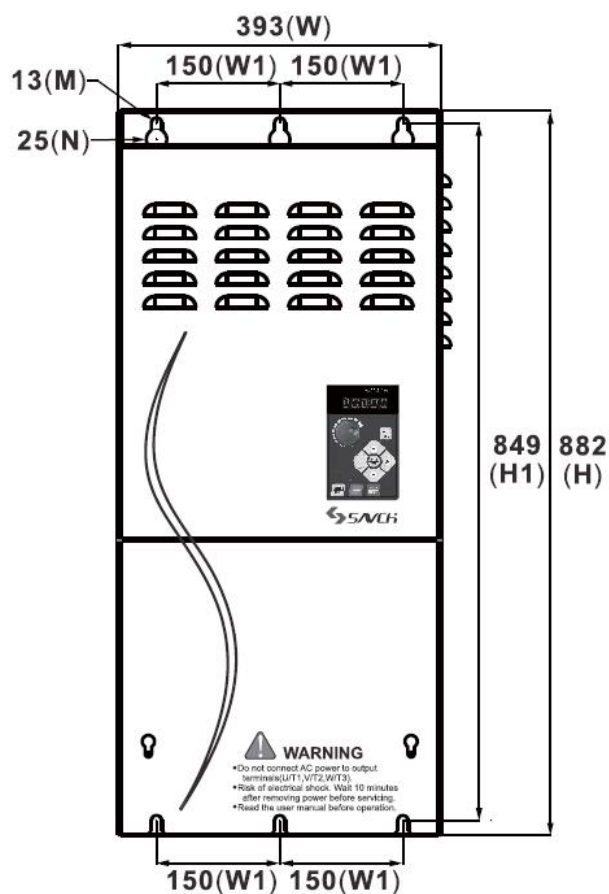 393(W)
150(W1) 150(W1)
13(M)
25(N)
849
(H1)
882
(H)
SAVCH
WARNING
•Do not connect AC power to output
terminals(U/T1,V/T2,W/T3).
•Risk of electrical shock. Wait 10 minutes
after removing power before servicing.
•Read the user manual before operation.
150(W1) 150(W1)